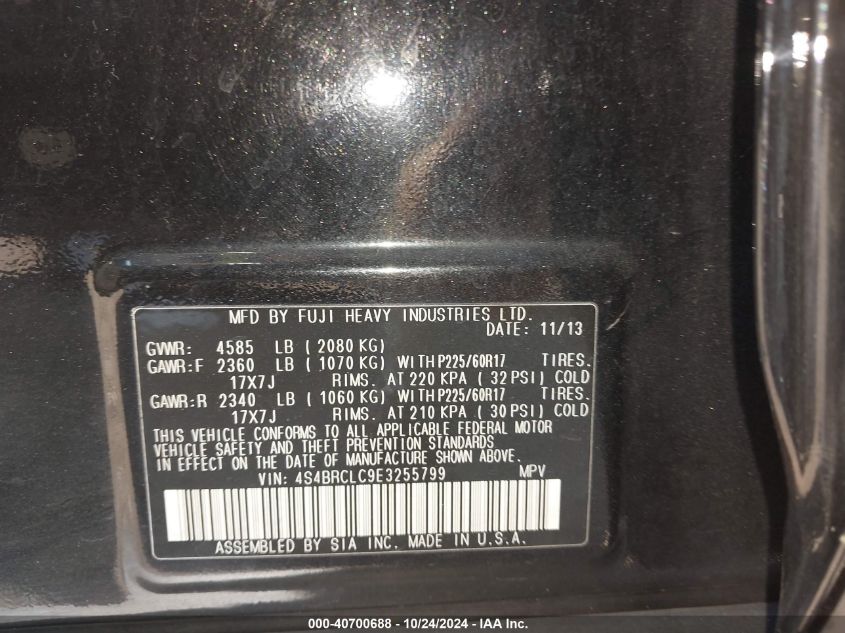 MFD BY FUJI HEAVY INDUSTRIES LTD.
DATE: 11/13
GVWR: 4585 LB ( 2080 KG)
GAWR:F 2360 LB ( 1070 KG) WITH P225/60R17 TIRES.
17X7J RIMS. AT 220 KPA ( 32 PSI) COLD
GAWR:R 2340 LB ( 1060 KG) WITH P225/60R17 TIRES.
17X7J RIMS. AT 210 KPA ( 30 PSI) COLD
THIS VEHICLE CONFORMS TO ALL APPLICABLE FEDERAL MOTOR
VEHICLE SAFETY AND THEFT PREVENTION STANDARDS
IN EFFECT ON THE DATE OF MANUFACTURE SHOWN ABOVE.
VIN: 4S4BRCLC9E3255799 MPV
ASSEMBLED BY SIA INC. MADE IN U.S.A.
000-40700688 - 10/24/2024 - IAA Inc.